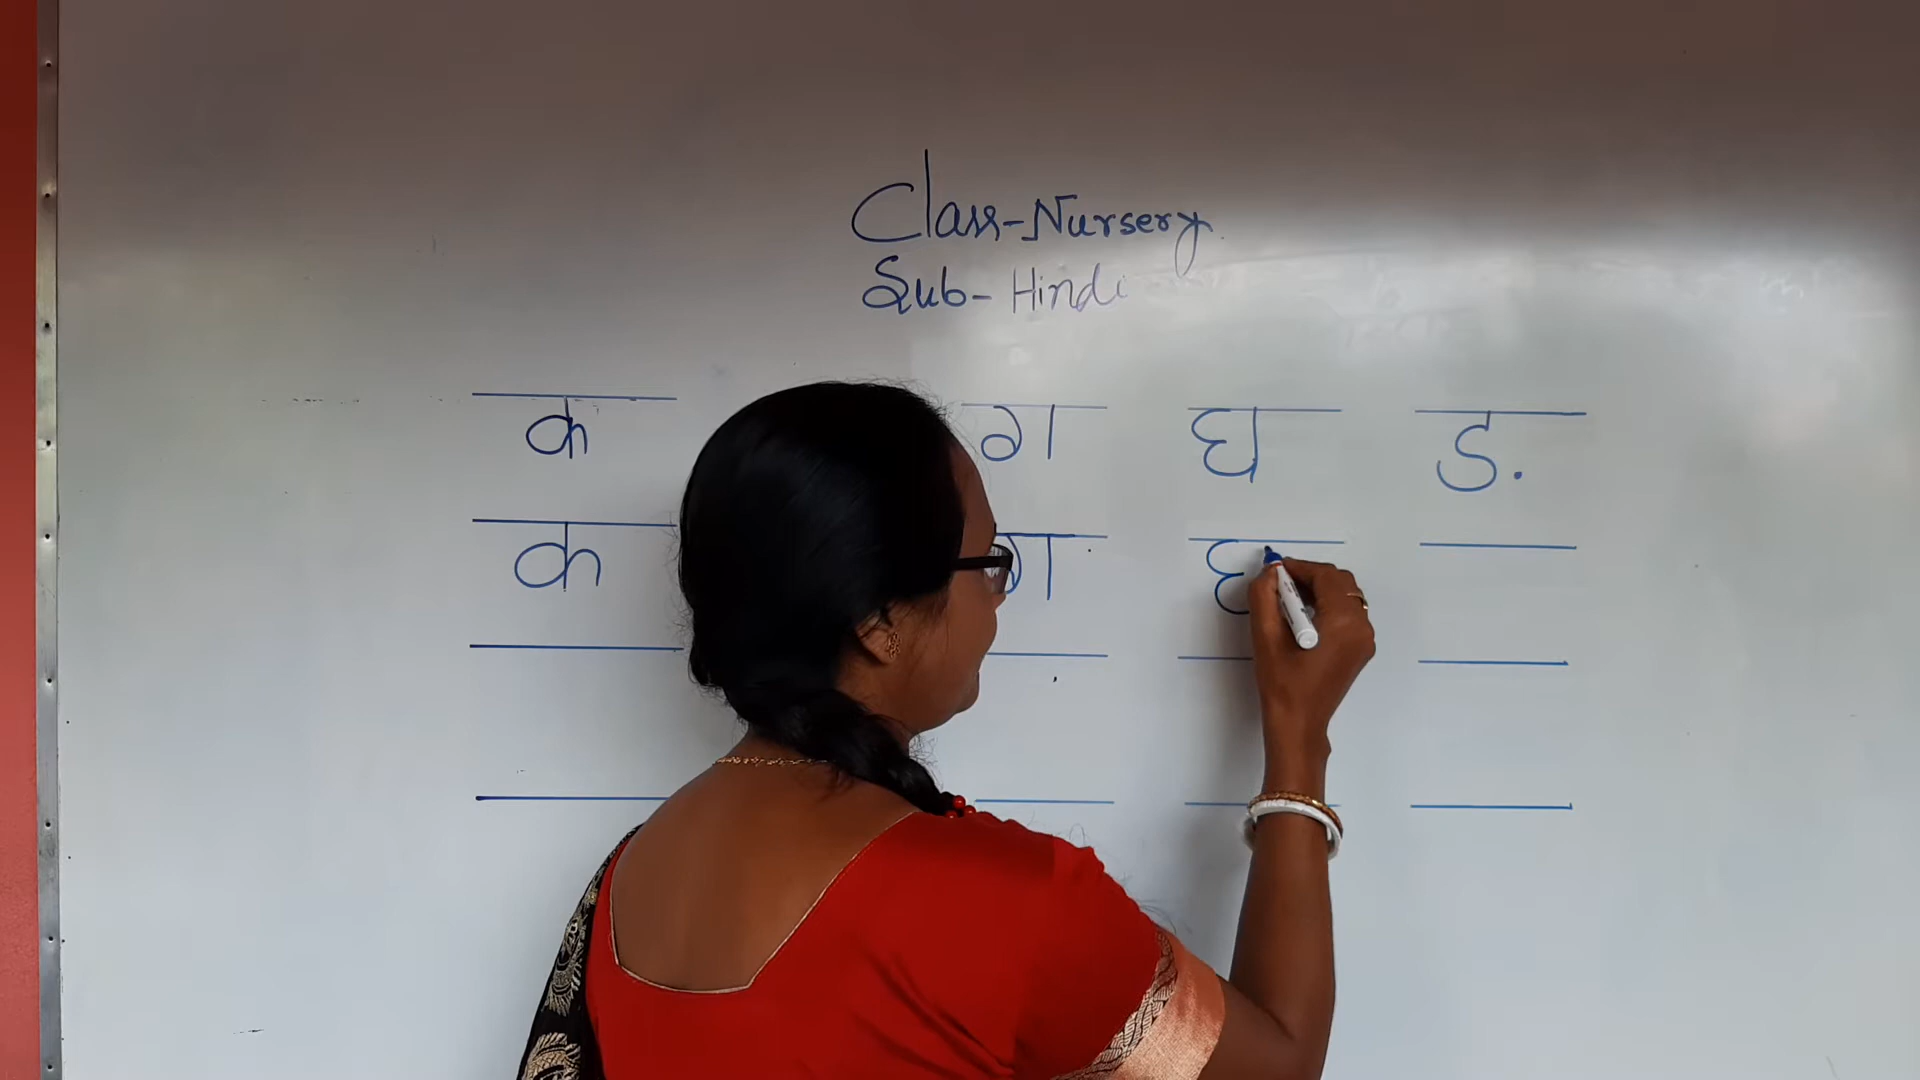 Class-Nursery
Sub- Hindi
क ग घ ङ
क ग घ